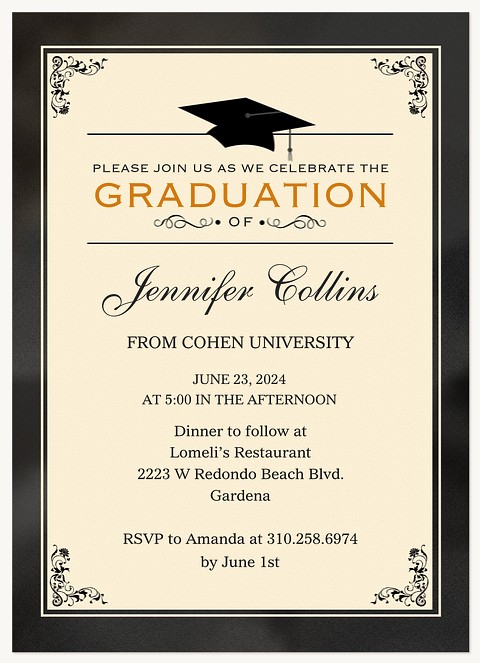 PLEASE JOIN US AS WE CELEBRATE THE
GRADUATION
OF
Jennifer Collins
FROM COHEN UNIVERSITY
JUNE 23, 2024
AT 5:00 IN THE AFTERNOON
Dinner to follow at
Lomeli's Restaurant
2223 W Redondo Beach Blvd.
Gardena
RSVP to Amanda at 310.258.6974
by June 1st